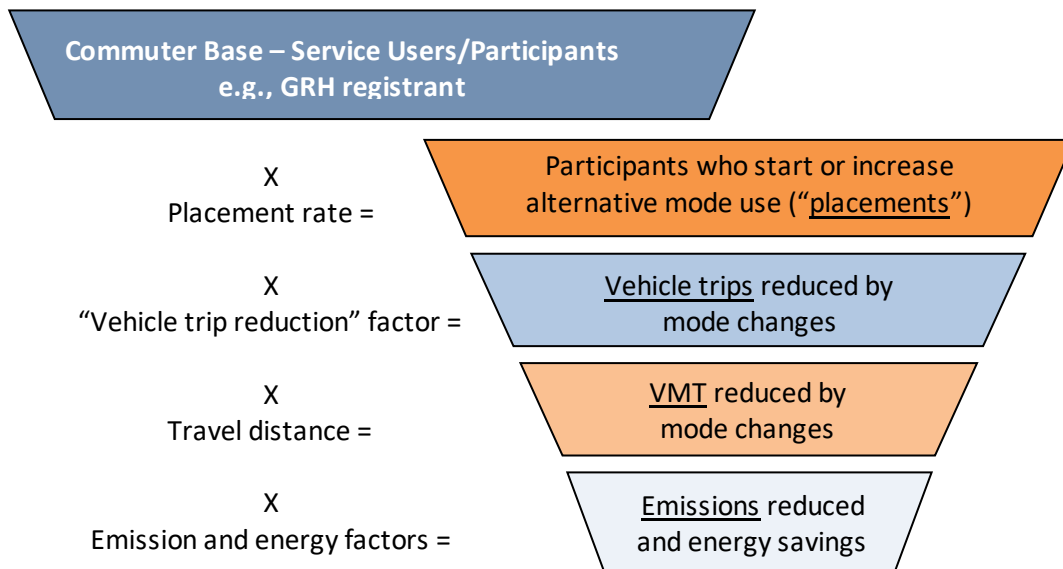 Commuter Base – Service Users/Participants
e.g., GRH registrant
X
Placement rate =
Participants who start or increase
alternative mode use (“placements”)
X
“Vehicle trip reduction” factor =
Vehicle trips reduced by
mode changes
X
Travel distance =
VMT reduced by
mode changes
X
Emission and energy factors =
Emissions reduced
and energy savings